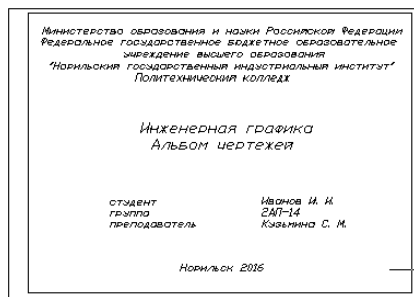 Министерство образования и науки Российской Федерации
Федеральное государственное бюджетное образовательное
учреждение высшего образования
"Норильский государственный индустриальный институт"
Политехнический колледж
Инженерная графика
Альбом чертежей
студент Иванов И. И.
группа 2АП-14
преподаватель Кузьмина С. М.
Норильск 2016